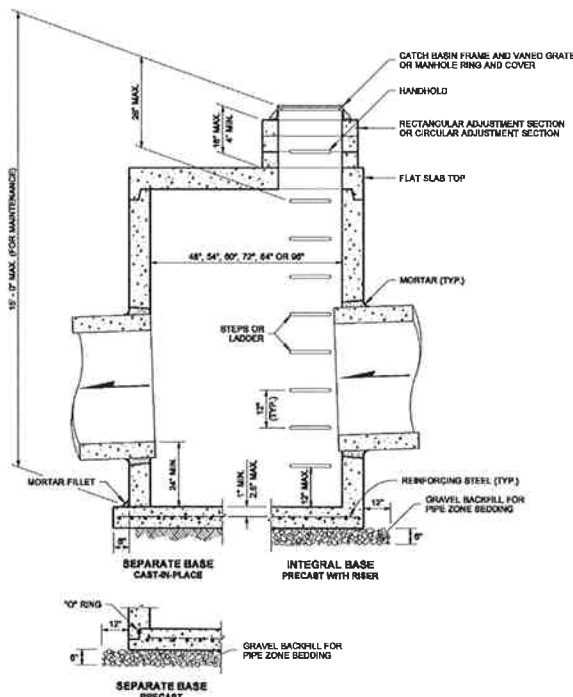 CATCH BASIN FRAME AND VANED GRATE
OR MANHOLE RING AND COVER
HANDHOLD
RECTANGULAR ADJUSTMENT SECTION
OR CIRCULAR ADJUSTMENT SECTION
FLAT SLAB TOP
28" MAX.
16" MAX.
4" MIN.
15' - 0" MAX. (FOR MAINTENANCE)
48", 54", 60", 72", 84" OR 96"
MORTAR (TYP.)
STEPS OR
LADDER
12"
(TYP.)
24" MIN.
1" MIN.
2.5" MAX.
12" MAX.
MORTAR FILLET
REINFORCING STEEL (TYP.)
12"
GRAVEL BACKFILL FOR
PIPE ZONE BEDDING
6"
SEPARATE BASE
CAST-IN-PLACE
INTEGRAL BASE
PRECAST WITH RISER
"O" RING
12"
6"
GRAVEL BACKFILL FOR
PIPE ZONE BEDDING
SEPARATE BASE
PRECAST